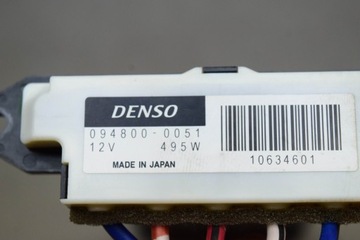 DENSO
094800-0051
12V 495W
MADE IN JAPAN
10634601